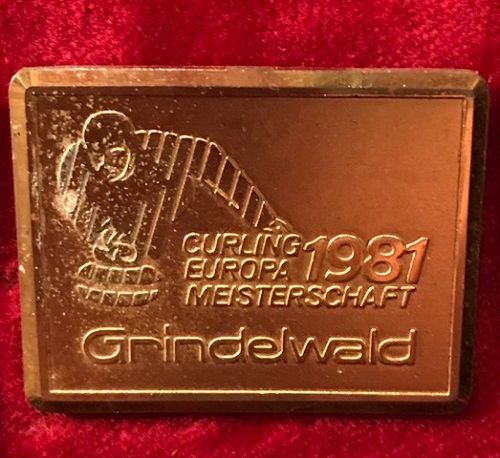 CURLING
EUROPA 1981
MEISTERSCHAFT
Grindelwald